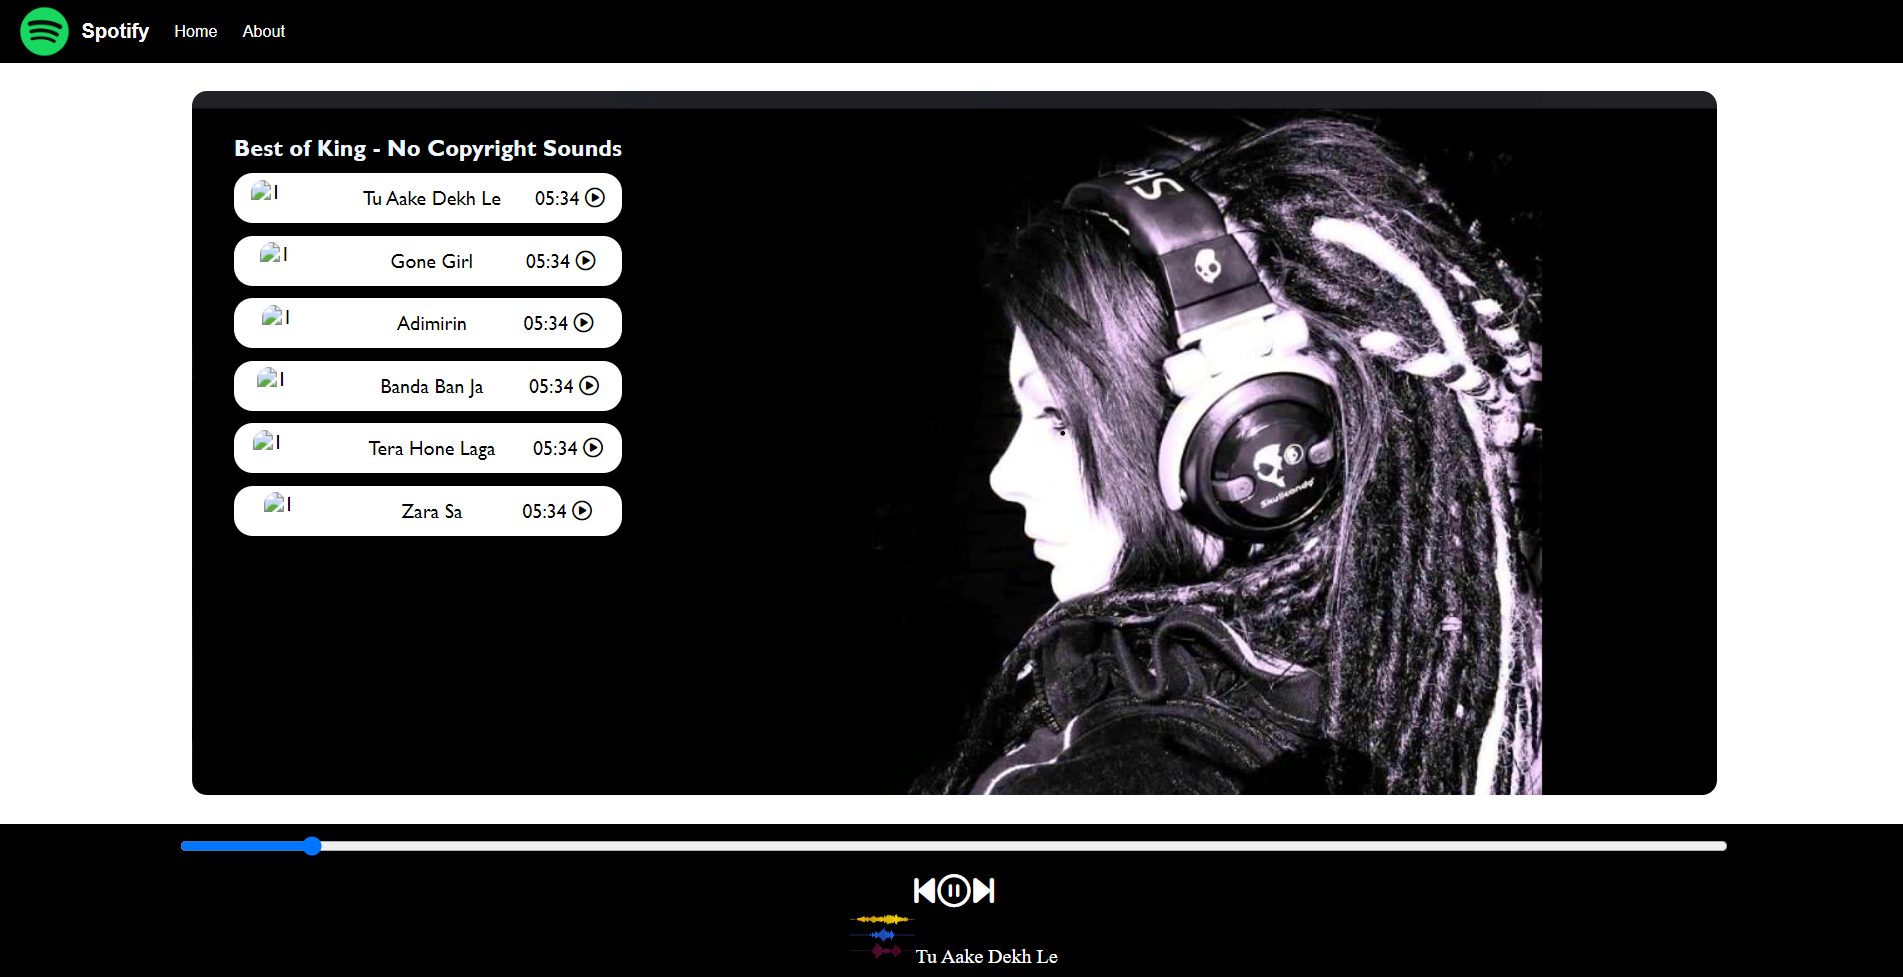 Spotify Home About
Best of King - No Copyright Sounds
Tu Aake Dekh Le 05:34
Gone Girl 05:34
Adimirin 05:34
Banda Ban Ja 05:34
Tera Hone Laga 05:34
Zara Sa 05:34
Skullcandy
Tu Aake Dekh Le